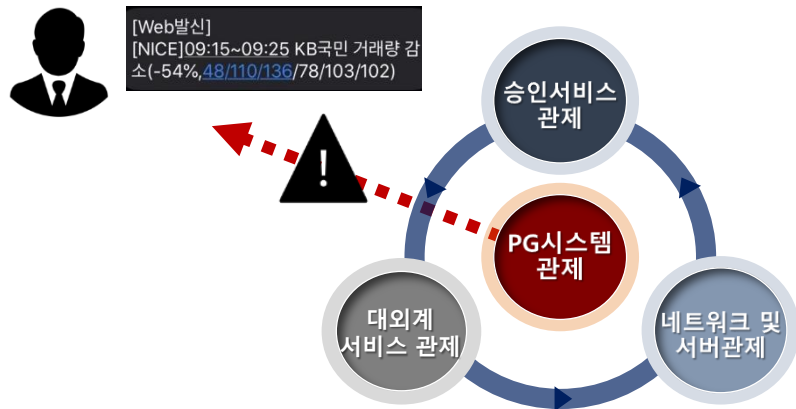 [Web발신]
[NICE]09:15~09:25 KB국민 거래량 감
소(-54%,48/110/136/78/103/102)
!
승인서비스
관제
PG시스템
관제
대외계
서비스 관제
네트워크 및
서버관제